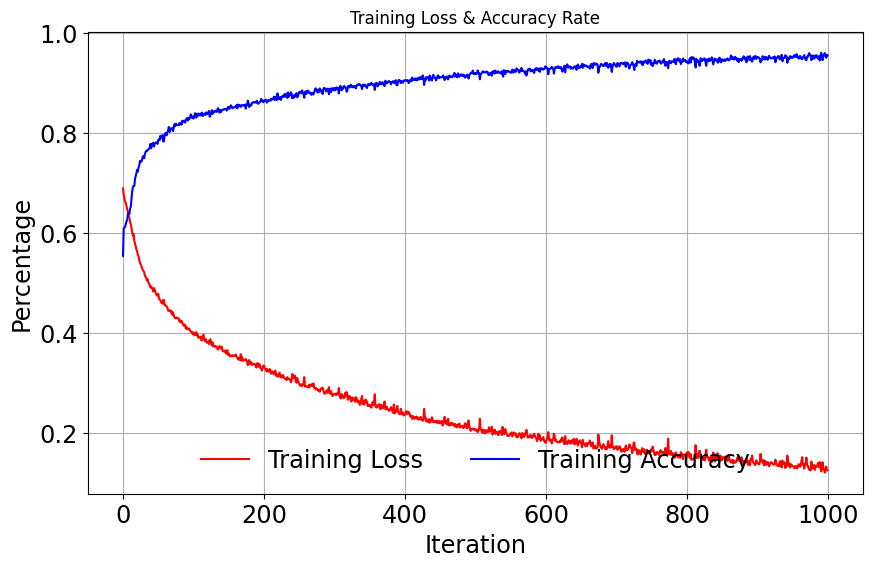 Training Loss & Accuracy Rate
1.0
0.8
0.6
0.4
0.2
Percentage
Training Loss Training Accuracy
0 200 400 600 800 1000
Iteration